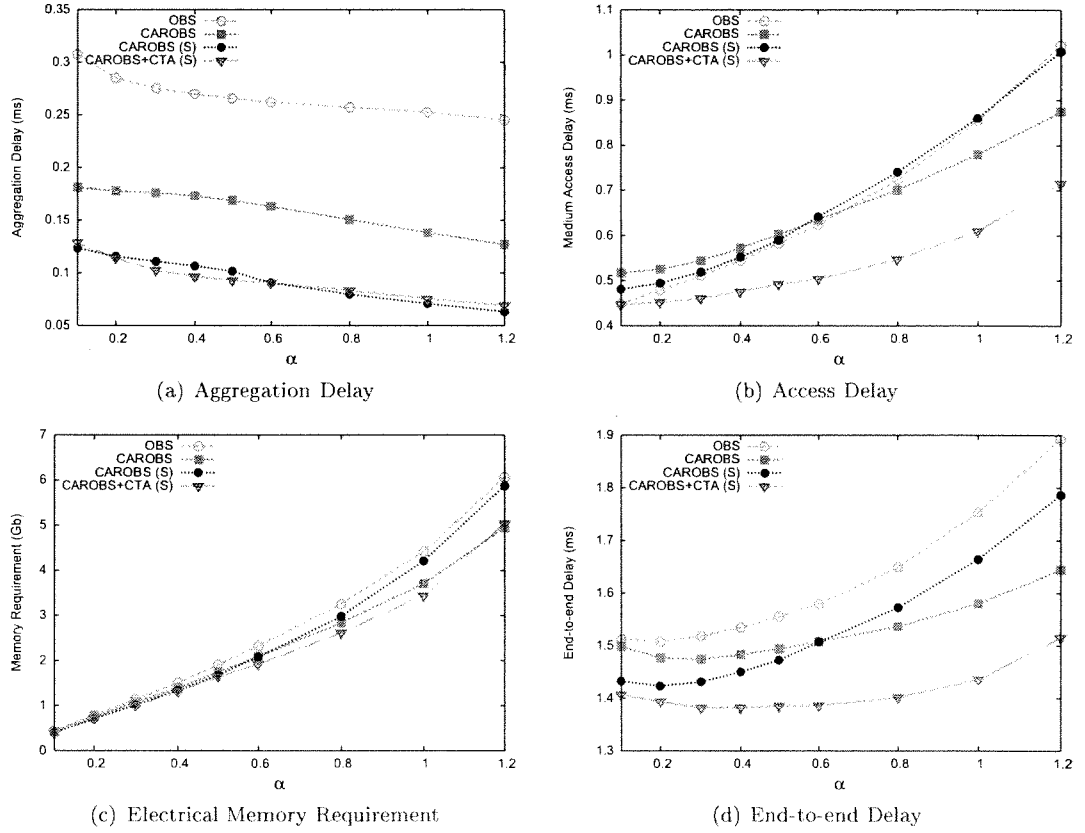 0.35
0.3
0.25
0.2
0.15
0.1
0.05
Aggregation Delay (ms)
OBS
CAROBS
CAROBS (S)
CAROBS+CTA (S)
0.2 0.4 0.6 0.8 1 1.2
α
(a) Aggregation Delay
1.1
1
0.9
0.8
0.7
0.6
0.5
0.4
Medium Access Delay (ms)
OBS
CAROBS
CAROBS (S)
CAROBS+CTA (S)
0.2 0.4 0.6 0.8 1 1.2
α
(b) Access Delay
7
6
5
4
3
2
1
0
Memory Requirement (Gb)
OBS
CAROBS
CAROBS (S)
CAROBS+CTA (S)
0.2 0.4 0.6 0.8 1 1.2
α
(c) Electrical Memory Requirement
1.9
1.8
1.7
1.6
1.5
1.4
1.3
End-to-end Delay (ms)
OBS
CAROBS
CAROBS (S)
CAROBS+CTA (S)
0.2 0.4 0.6 0.8 1 1.2
α
(d) End-to-end Delay